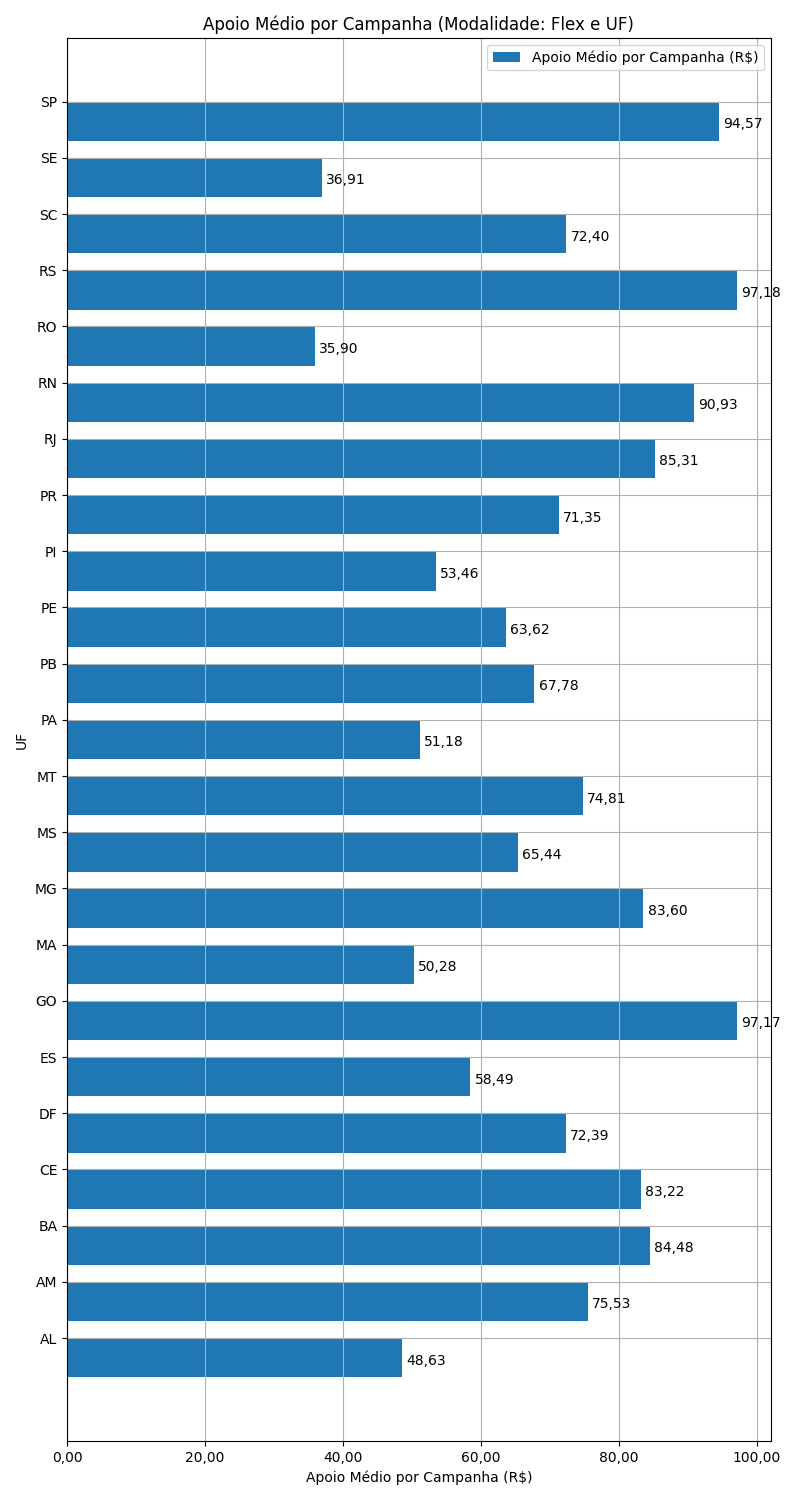 Apoio Médio por Campanha (Modalidade: Flex e UF)
Apoio Médio por Campanha (R$)
SP
94,57
SE
36,91
SC
72,40
RS
97,18
RO
35,90
RN
90,93
RJ
85,31
PR
71,35
PI
53,46
PE
63,62
PB
67,78
PA
51,18
UF
MT
74,81
MS
65,44
MG
83,60
MA
50,28
GO
97,17
ES
58,49
DF
72,39
CE
83,22
BA
84,48
AM
75,53
AL
48,63
0,00 20,00 40,00 60,00 80,00 100,00
Apoio Médio por Campanha (R$)